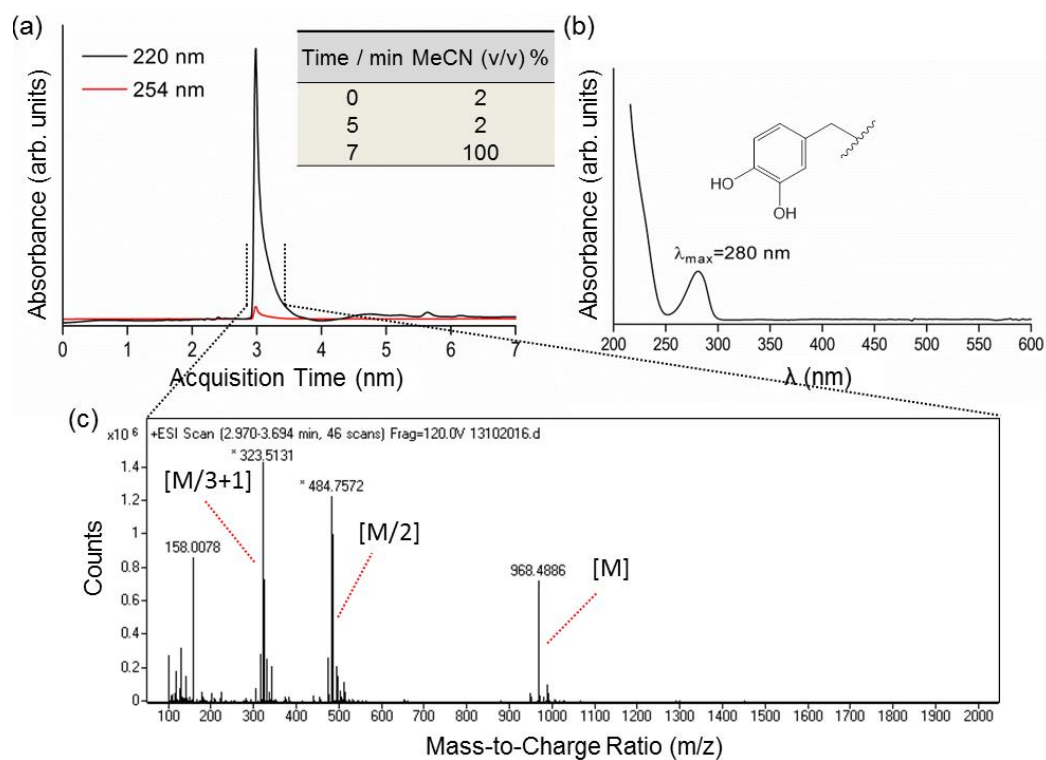 (a)
220 nm
254 nm
Time / min MeCN (v/v) %
0 2
5 2
7 100
Absorbance (arb. units)
0 1 2 3 4 5 6 7
Acquisition Time (nm)
(b)
Absorbance (arb. units)
HO
OH
λmax=280 nm
200 250 300 350 400 450 500 550 600
λ (nm)
(c)
x10 6
+ESI Scan (2.970-3.694 min, 46 scans) Frag=120.0V 13102016.d
* 323.5131
[M/3+1]
* 484.7572
[M/2]
158.0078
968.4886
[M]
Counts
1.4
1.2
1
0.8
0.6
0.4
0.2
0
100 200 300 400 500 600 700 800 900 1000 1100 1200 1300 1400 1500 1600 1700 1800 1900 2000
Mass-to-Charge Ratio (m/z)